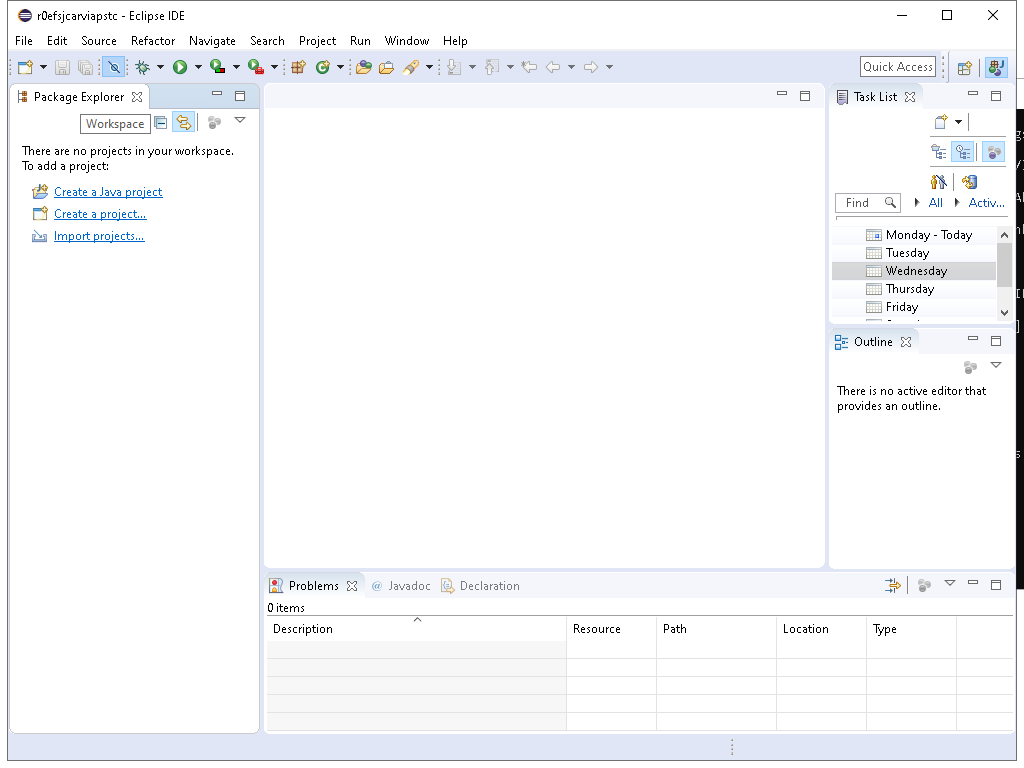 r0efsjcarviapstc - Eclipse IDE
File Edit Source Refactor Navigate Search Project Run Window Help
Quick Access
Package Explorer
Workspace
There are no projects in your workspace.
To add a project:
Create a Java project
Create a project...
Import projects...
Task List
Find All Activ...
Monday - Today
Tuesday
Wednesday
Thursday
Friday
Outline
There is no active editor that
provides an outline.
Problems @ Javadoc Declaration
0 items
Description Resource Path Location Type